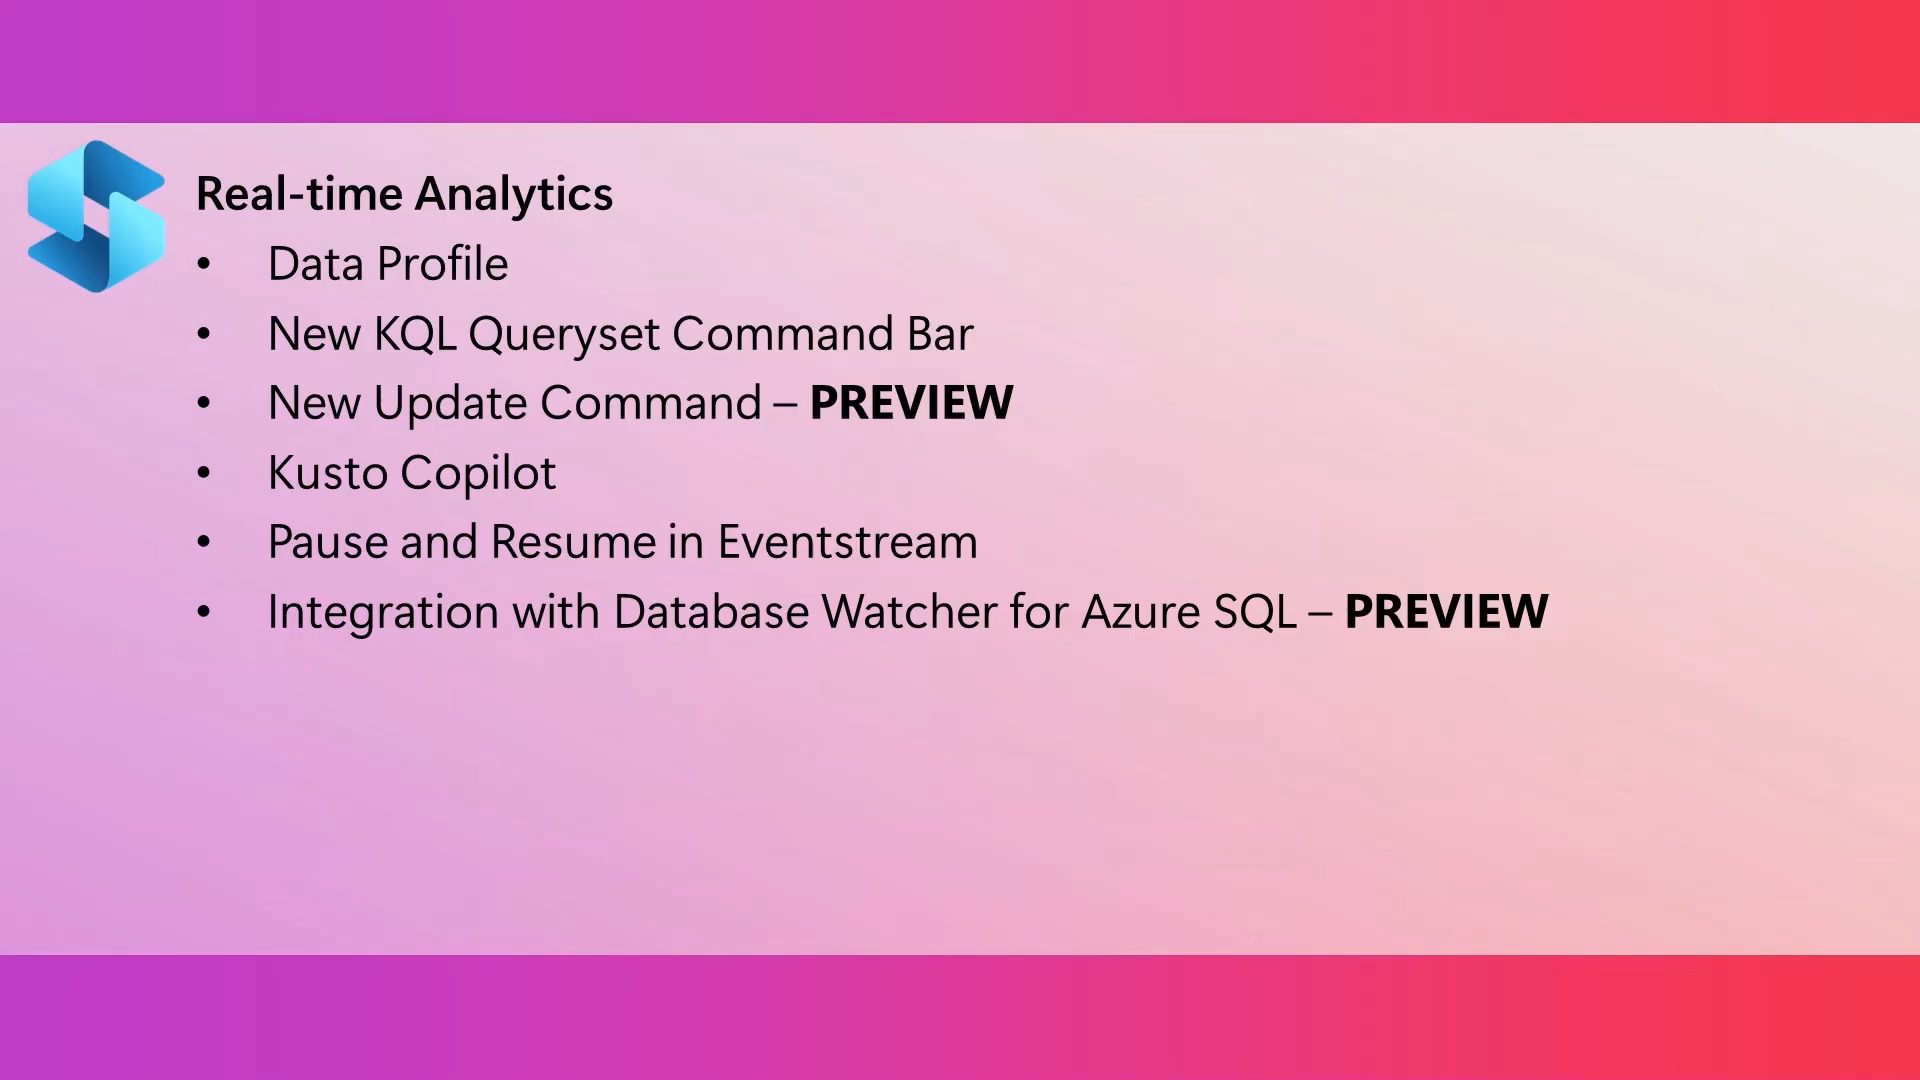 Real-time Analytics
• Data Profile
• New KQL Queryset Command Bar
• New Update Command – PREVIEW
• Kusto Copilot
• Pause and Resume in Eventstream
• Integration with Database Watcher for Azure SQL – PREVIEW